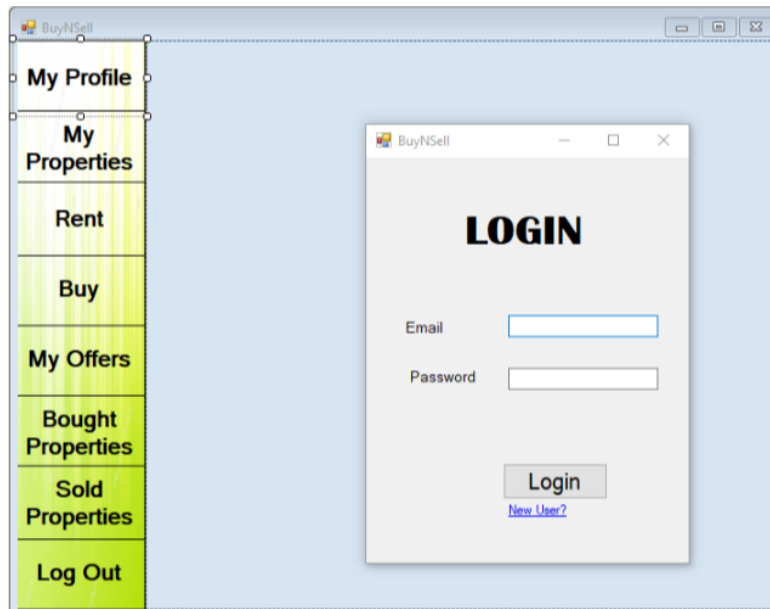 BuyNSell
My Profile
My
Properties
Rent
Buy
My Offers
Bought
Properties
Sold
Properties
Log Out
BuyNSell
LOGIN
Email
Password
Login
New User?